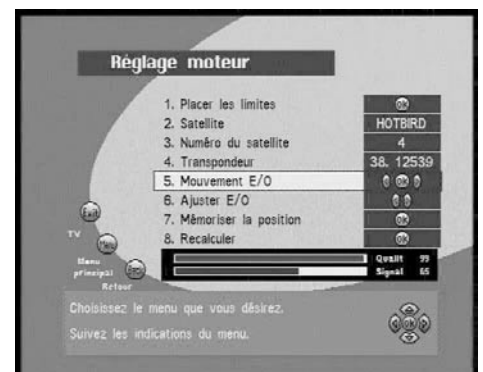 Réglage moteur
1. Placer les limites OK
2. Satellite HOTBIRD
3. Numéro du satellite 4
4. Transpondeur 38. 12539
5. Mouvement E/O OK
6. Ajuster E/O
7. Mémoriser la position OK
8. Recalculer OK
Qualit 99
Signal 65
Exit
TV
Menu
Menu
principal
Retour
Choisissez le menu que vous désirez.
Suivez les indications du menu.
OK